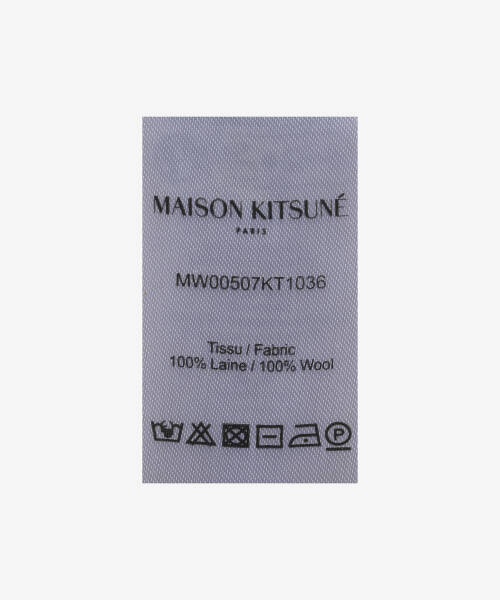 MAISON KITSUNÉ
PARIS
MW00507KT1036
Tissu / Fabric
100% Laine / 100% Wool
P